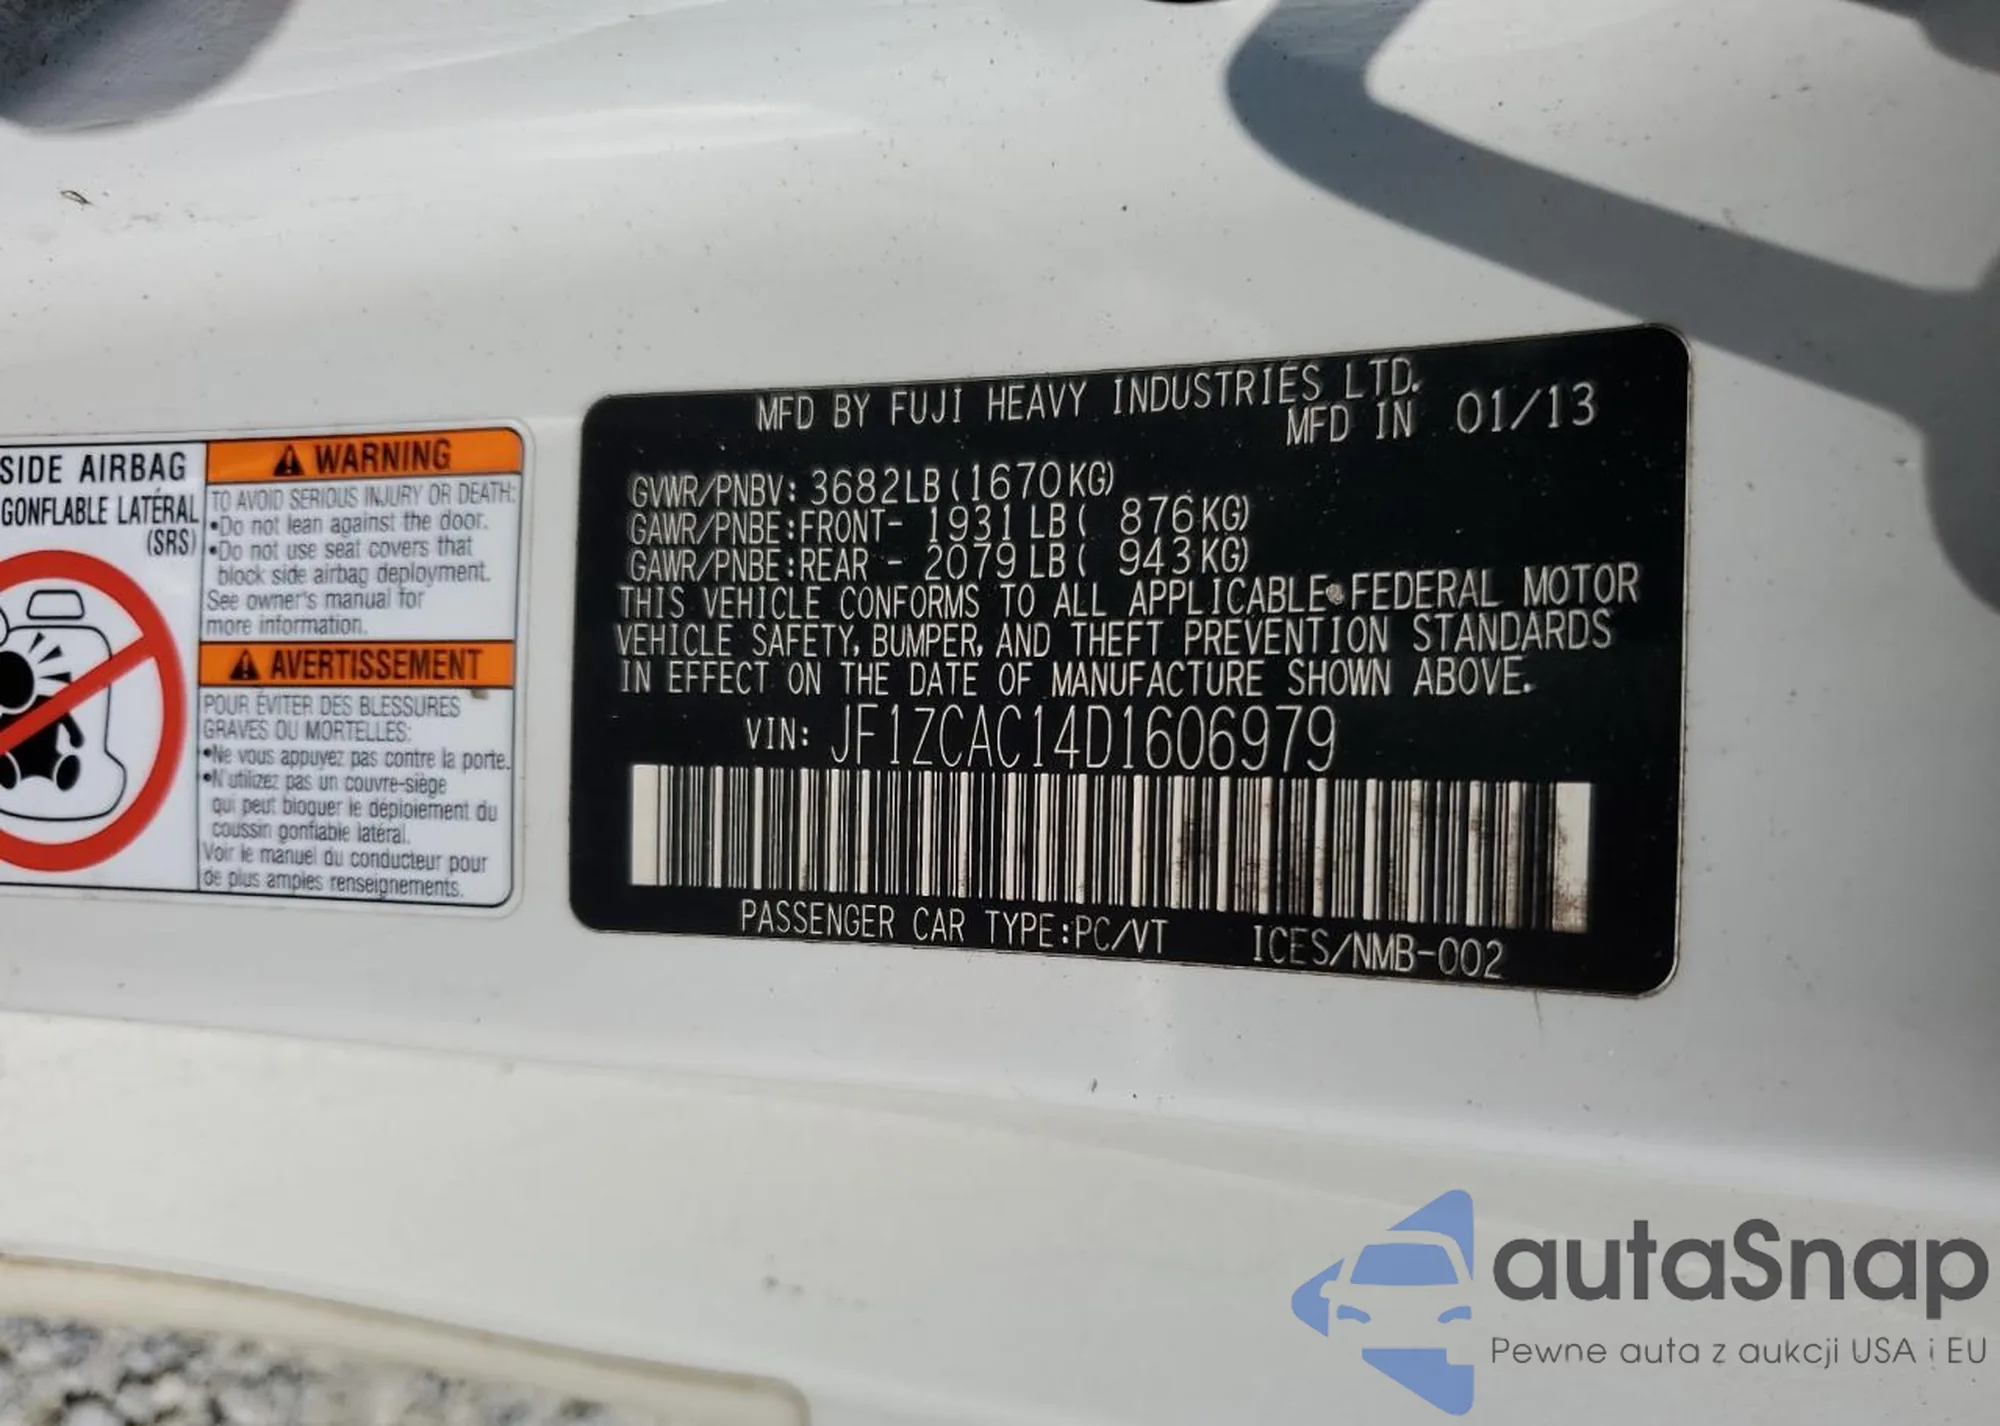 SIDE AIRBAG
GONFLABLE LATÉRAL
(SRS)
WARNING
TO AVOID SERIOUS INJURY OR DEATH:
•Do not lean against the door.
•Do not use seat covers that
block side airbag deployment.
See owner's manual for
more information.
AVERTISSEMENT
POUR ÉVITER DES BLESSURES
GRAVES OU MORTELLES:
•Ne vous appuyez pas contre la porte.
•N'utilizez pas un couvre-siège
qui peut bloquer le déploiement du
coussin gonflable latéral.
Voir le manuel du conducteur pour
de plus amples renseignements.
MFD BY FUJI HEAVY INDUSTRIES LTD.
MFD IN 01/13
GVWR/PNBV: 3682LB(1670KG)
GAWR/PNBE:FRONT- 1931LB( 876KG)
GAWR/PNBE:REAR - 2079LB( 943KG)
THIS VEHICLE CONFORMS TO ALL APPLICABLE FEDERAL MOTOR
VEHICLE SAFETY, BUMPER, AND THEFT PREVENTION STANDARDS
IN EFFECT ON THE DATE OF MANUFACTURE SHOWN ABOVE.
VIN: JF1ZCAC14D1606979
PASSENGER CAR TYPE:PC/VT ICES/NMB-002
autaSnap
Pewne auta z aukcji USA i EU